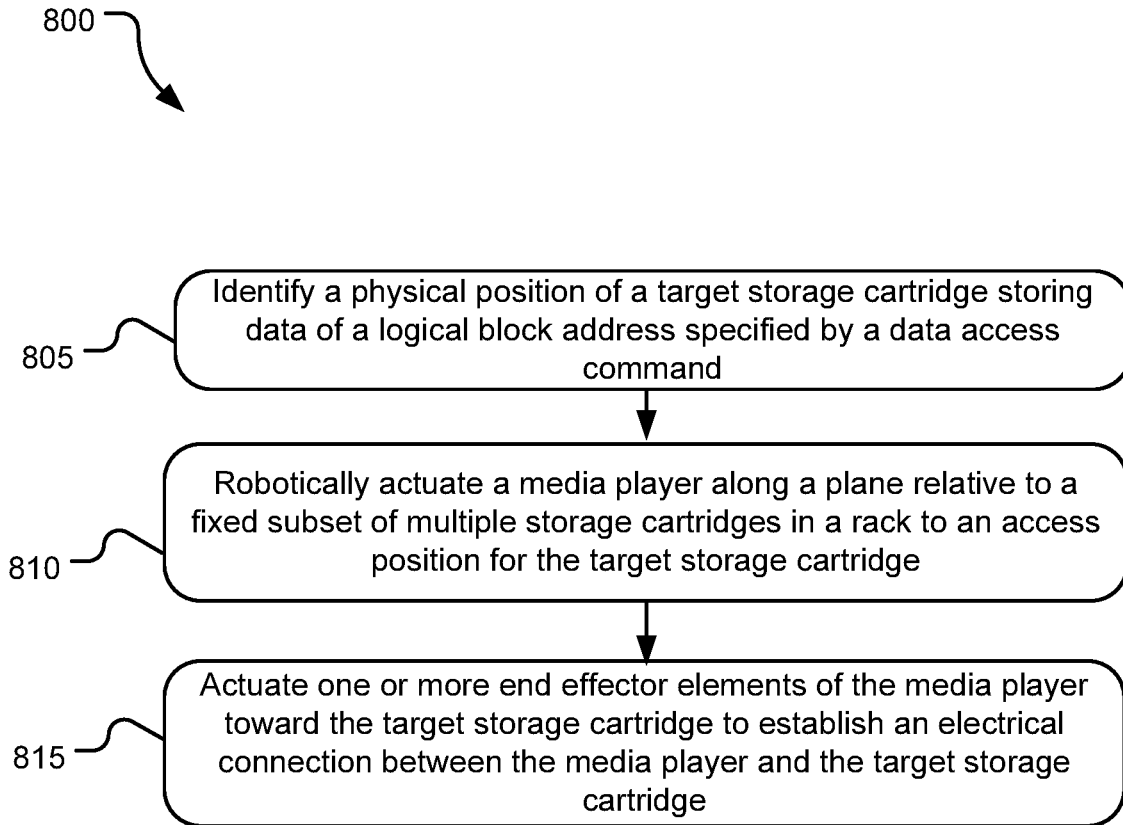 800
Identify a physical position of a target storage cartridge storing
data of a logical block address specified by a data access
command
805
Robotically actuate a media player along a plane relative to a
fixed subset of multiple storage cartridges in a rack to an access
position for the target storage cartridge
810
Actuate one or more end effector elements of the media player
toward the target storage cartridge to establish an electrical
connection between the media player and the target storage
cartridge
815